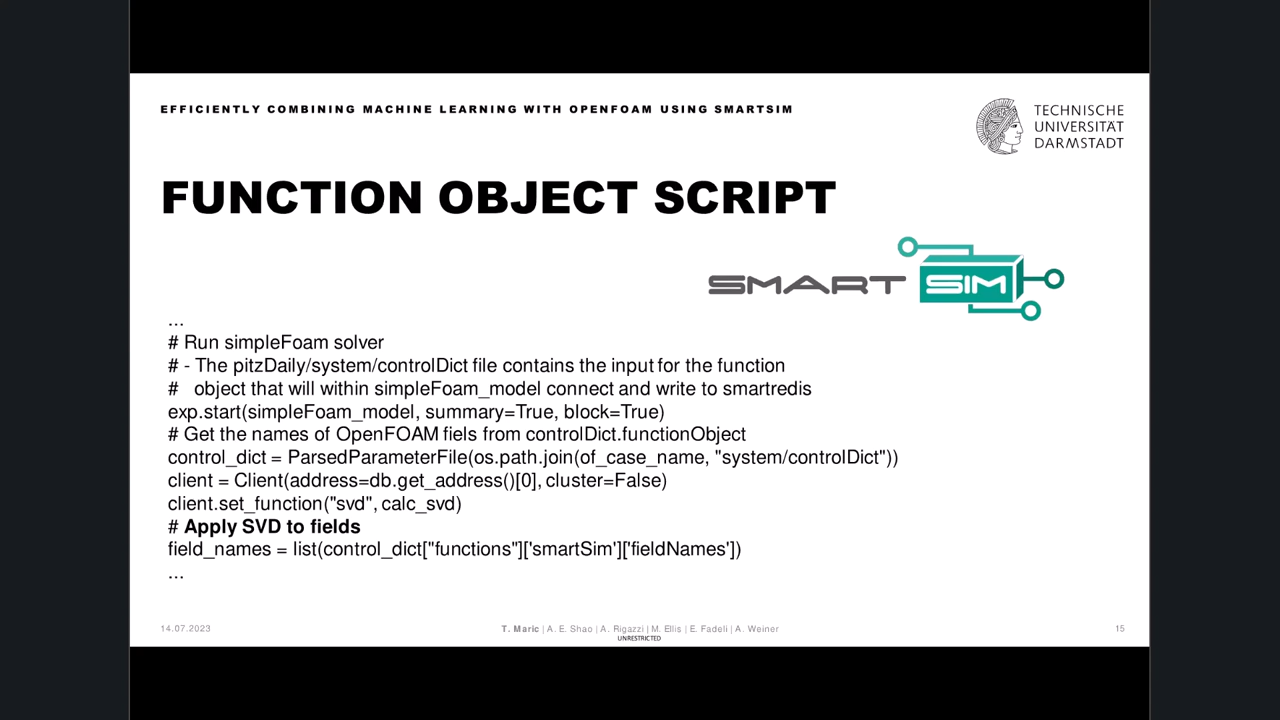 EFFICIENTLY COMBINING MACHINE LEARNING WITH OPENFOAM USING SMARTSIM
TECHNISCHE
UNIVERSITÄT
DARMSTADT
FUNCTION OBJECT SCRIPT
SMART SIM
...
# Run simpleFoam solver
# - The pitzDaily/system/controlDict file contains the input for the function
# object that will within simpleFoam_model connect and write to smartredis
exp.start(simpleFoam_model, summary=True, block=True)
# Get the names of OpenFOAM fiels from controlDict.functionObject
control_dict = ParsedParameterFile(os.path.join(of_case_name, "system/controlDict"))
client = Client(address=db.get_address()[0], cluster=False)
client.set_function("svd", calc_svd)
# Apply SVD to fields
field_names = list(control_dict["functions"]['smartSim']['fieldNames'])
...
14.07.2023
T. Maric | A. E. Shao | A. Rigazzi | M. Ellis | E. Fadeli | A. Weiner
UNRESTRICTED
15